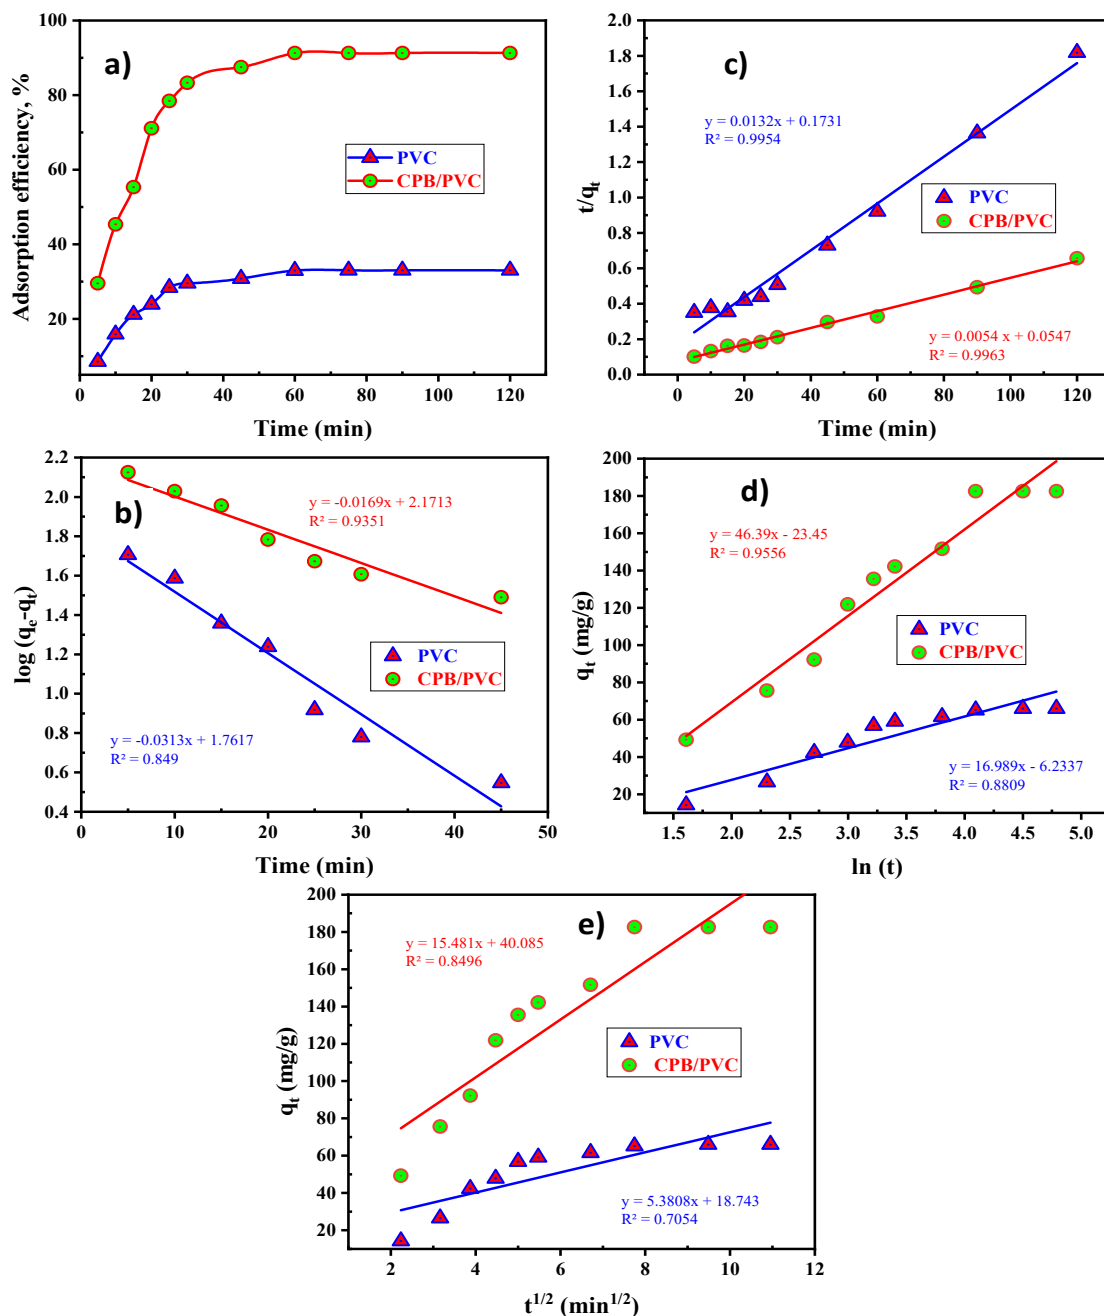 a)
Adsorption efficiency, %
100
80
60
40
20
0
20
40
60
80
100
120
Time (min)
PVC
CPB/PVC
c)
t/qt
2.0
1.8
1.6
1.4
1.2
1.0
0.8
0.6
0.4
0.2
0.0
0
20
40
60
80
100
120
Time (min)
y = 0.0132x + 0.1731
R² = 0.9954
PVC
CPB/PVC
y = 0.0054 x + 0.0547
R² = 0.9963
b)
log (qe-qt)
2.2
2.0
1.8
1.6
1.4
1.2
1.0
0.8
0.6
0.4
0
10
20
30
40
50
Time (min)
y = -0.0169x + 2.1713
R² = 0.9351
PVC
CPB/PVC
y = -0.0313x + 1.7617
R² = 0.849
d)
qt (mg/g)
200
180
160
140
120
100
80
60
40
20
1.5
2.0
2.5
3.0
3.5
4.0
4.5
5.0
ln (t)
y = 46.39x - 23.45
R² = 0.9556
PVC
CPB/PVC
y = 16.989x - 6.2337
R² = 0.8809
e)
qt (mg/g)
200
180
160
140
120
100
80
60
40
20
2
4
6
8
10
12
t1/2 (min1/2)
y = 15.481x + 40.085
R² = 0.8496
PVC
CPB/PVC
y = 5.3808x + 18.743
R² = 0.7054